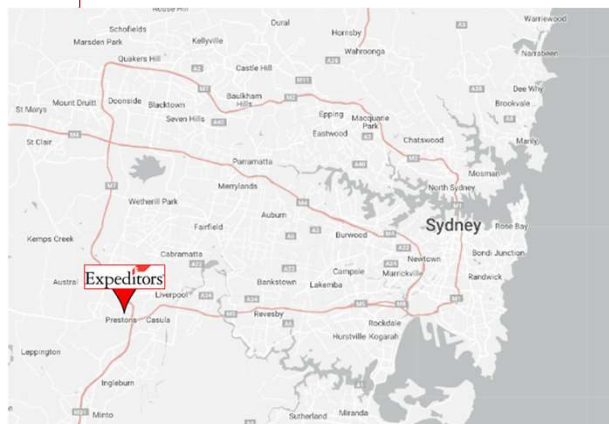 Warriewood
Dural
Schofields
Hornsby
Marsden Park
Kellyville
Wahroonga
Narrabeen
Quakers Hill
Castle Hill
Dee Why
St Marys
Mount Druitt
Doonside
Blacktown
Baulkham
Hills
Brookvale
Seven Hills
Epping
Macquarie
Park
St Clair
Eastwood
Chatswood
Manly
Parramatta
Mosman
Merrylands
North Sydney
Wetherill Park
Auburn
Sydney
Rose Bay
Fairfield
Burwood
Kemps Creek
Newtown
Cabramatta
Bondi Junction
Campsie
Marrickville
Expeditors
Austral
Bankstown
Lakemba
Randwick
Liverpool
Prestons
Casula
Revesby
Rockdale
Hurstville
Kogarah
Leppington
Ingleburn
Minto
Sutherland
Miranda